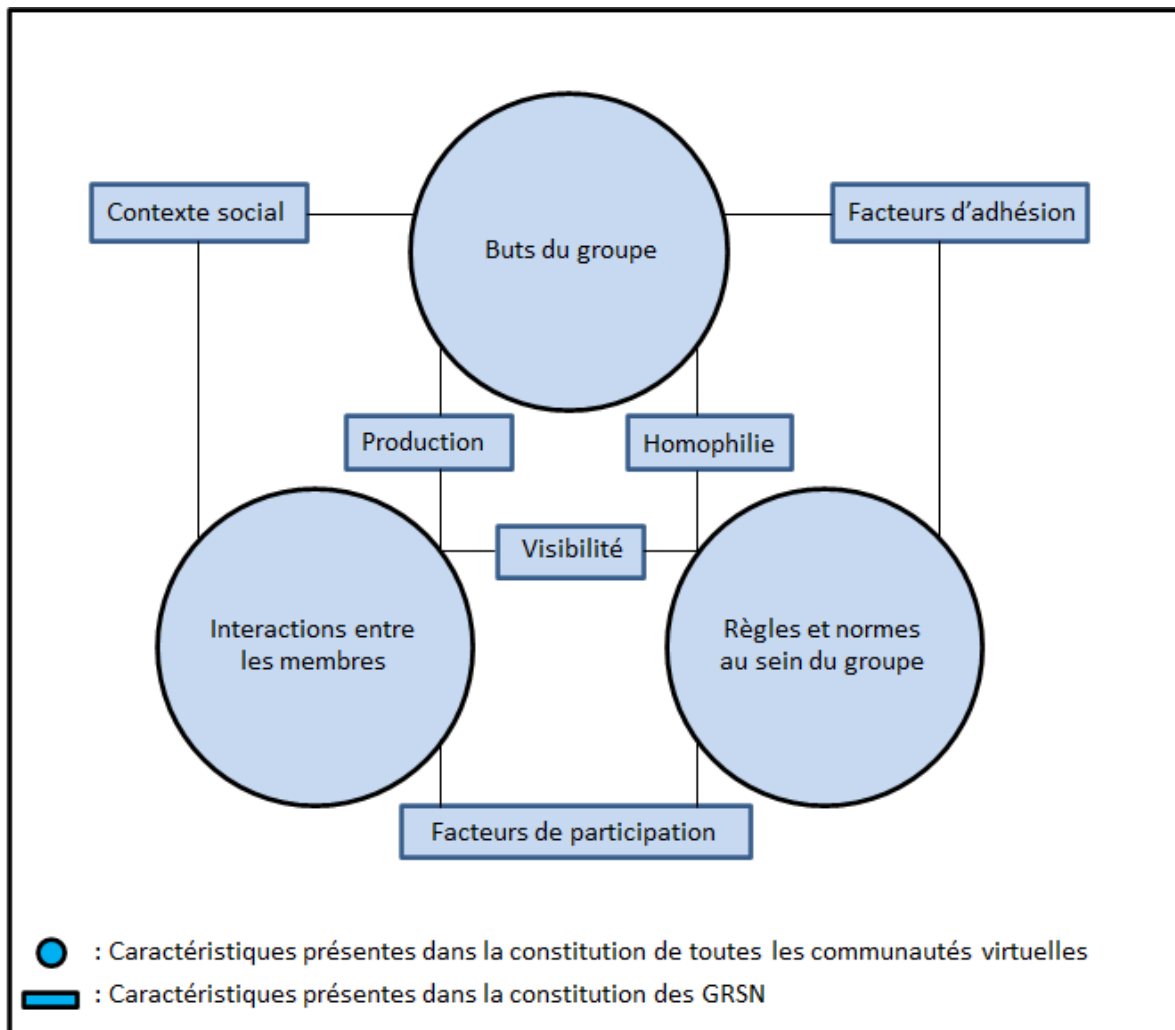 Contexte social
Buts du groupe
Facteurs d'adhésion
Production
Homophilie
Visibilité
Interactions entre
les membres
Règles et normes
au sein du groupe
Facteurs de participation
: Caractéristiques présentes dans la constitution de toutes les communautés virtuelles
: Caractéristiques présentes dans la constitution des GRSN